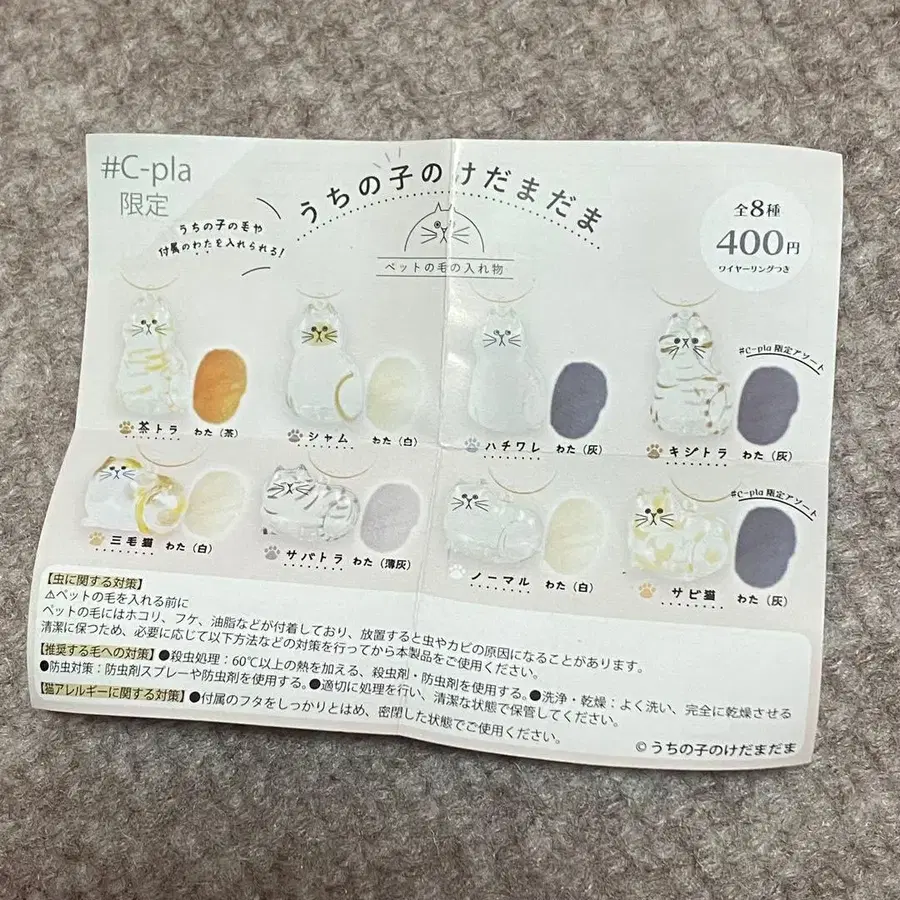 #C-pla
限定
うちの子の毛や
付属のわたを入れられる!
うちの子のけだまだま
ペットの毛の入れ物
全8種
400円
ワイヤーリングつき
茶トラ わた(茶)
シャム わた(白)
ハチワレ わた(灰)
#C-pla 限定アソート
キジトラ わた(灰)
三毛猫 わた(白)
サバトラ わた(薄灰)
ノーマル わた(白)
#C-pla 限定アソート
サビ猫 わた(灰)
【虫に関する対策】
⚠ペットの毛を入れる前に
ペットの毛にはホコリ、フケ、油脂などが付着しており、放置すると虫やカビの原因になることがあります。
清潔に保つため、必要に応じて以下方法などの対策を行ってから本製品をご使用ください。
【推奨する毛への対策】●殺虫処理:60℃以上の熱を加える、殺虫剤・防虫剤を使用する。●洗浄・乾燥:よく洗い、完全に乾燥させる
●防虫対策:防虫剤スプレーや防虫剤を使用する。●適切に処理を行い、清潔な状態で保管してください。
【猫アレルギーに関する対策】●付属のフタをしっかりとはめ、密閉した状態でご使用ください。
©うちの子のけだまだま